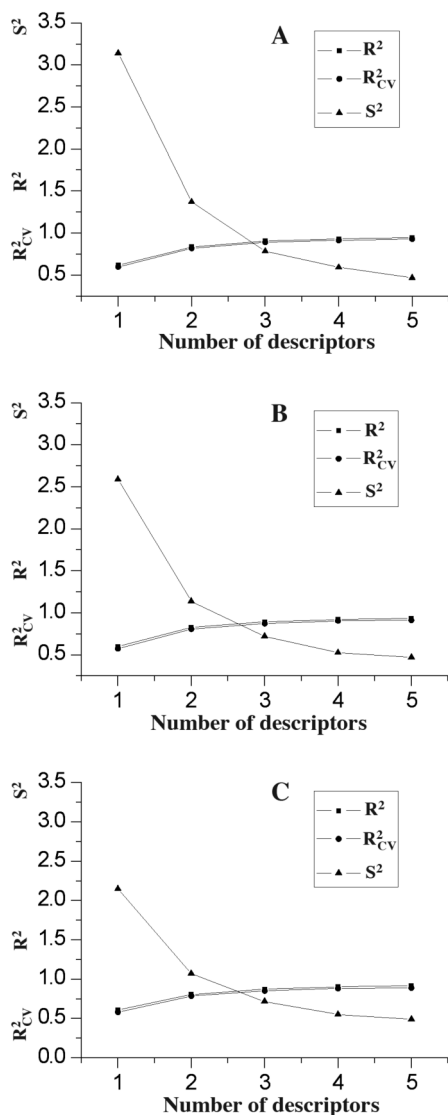 A
S²
R²
R²CV
3.5
3.0
2.5
2.0
1.5
1.0
0.5
R²
R²CV
S²
1 2 3 4 5
Number of descriptors
B
S²
R²
R²CV
3.5
3.0
2.5
2.0
1.5
1.0
0.5
R²
R²CV
S²
1 2 3 4 5
Number of descriptors
C
S²
R²
R²CV
3.5
3.0
2.5
2.0
1.5
1.0
0.5
0.0
R²
R²CV
S²
1 2 3 4 5
Number of descriptors